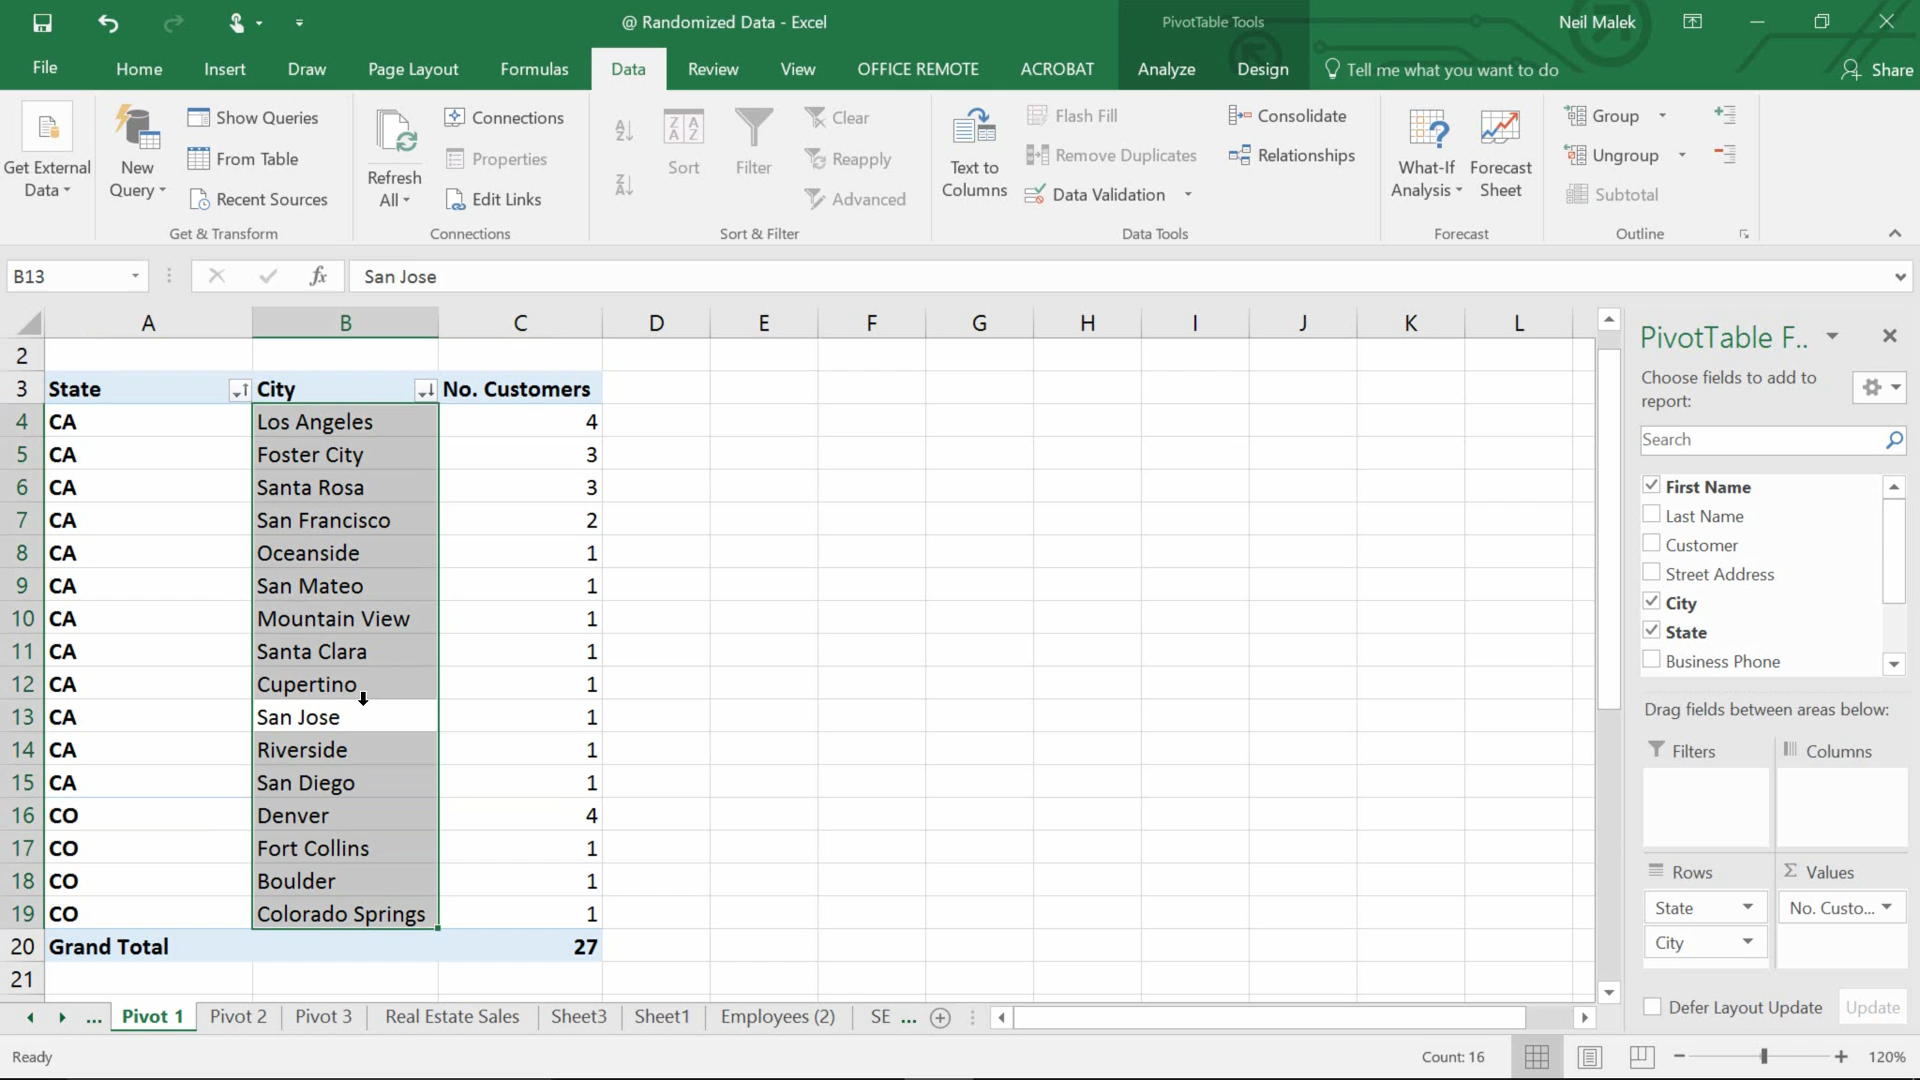 @ Randomized Data - Excel
PivotTable Tools
Neil Malek
File
Home
Insert
Draw
Page Layout
Formulas
Data
Review
View
OFFICE REMOTE
ACROBAT
Analyze
Design
Tell me what you want to do
Share
Get External Data
New Query
Show Queries
From Table
Recent Sources
Get & Transform
Refresh All
Connections
Properties
Edit Links
Connections
Sort
Filter
Clear
Reapply
Advanced
Sort & Filter
Text to Columns
Flash Fill
Remove Duplicates
Data Validation
Consolidate
Relationships
Data Tools
What-If Analysis
Forecast Sheet
Forecast
Group
Ungroup
Subtotal
Outline
B13
fx
San Jose
A B C D E F G H I J K L
2
3 State City No. Customers
4 CA Los Angeles 4
5 CA Foster City 3
6 CA Santa Rosa 3
7 CA San Francisco 2
8 CA Oceanside 1
9 CA San Mateo 1
10 CA Mountain View 1
11 CA Santa Clara 1
12 CA Cupertino 1
13 CA San Jose 1
14 CA Riverside 1
15 CA San Diego 1
16 CO Denver 4
17 CO Fort Collins 1
18 CO Boulder 1
19 CO Colorado Springs 1
20 Grand Total 27
21
PivotTable F..
Choose fields to add to
report:
Search
First Name
Last Name
Customer
Street Address
City
State
Business Phone
Drag fields between areas below:
Filters
Columns
Rows
Σ Values
State
No. Custo...
City
Defer Layout Update
Update
... Pivot 1 Pivot 2 Pivot 3 Real Estate Sales Sheet3 Sheet1 Employees (2) SE ...
Ready
Count: 16
120%